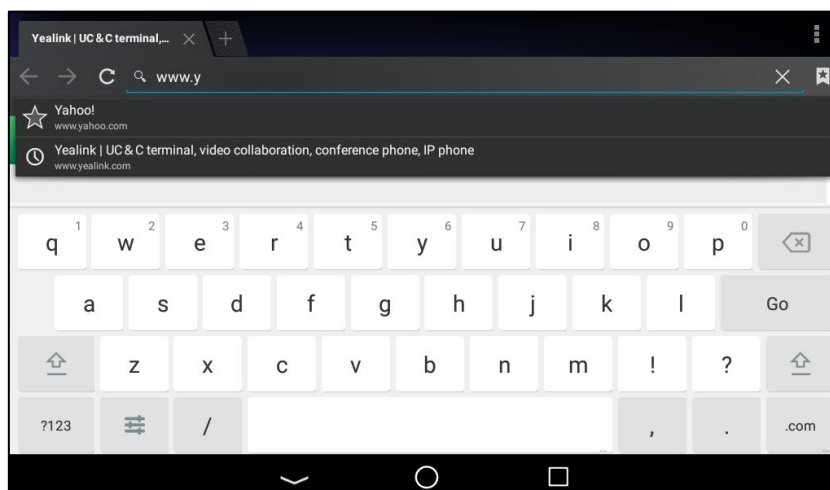 Yealink | UC & C terminal,...
www.y
Yahoo!
www.yahoo.com
Yealink | UC & C terminal, video collaboration, conference phone, IP phone
www.yealink.com
q 1 w 2 e 3 r 4 t 5 y 6 u 7 i 8 o 9 p 0
a s d f g h j k l Go
z x c v b n m ! ?
?123 / , . .com